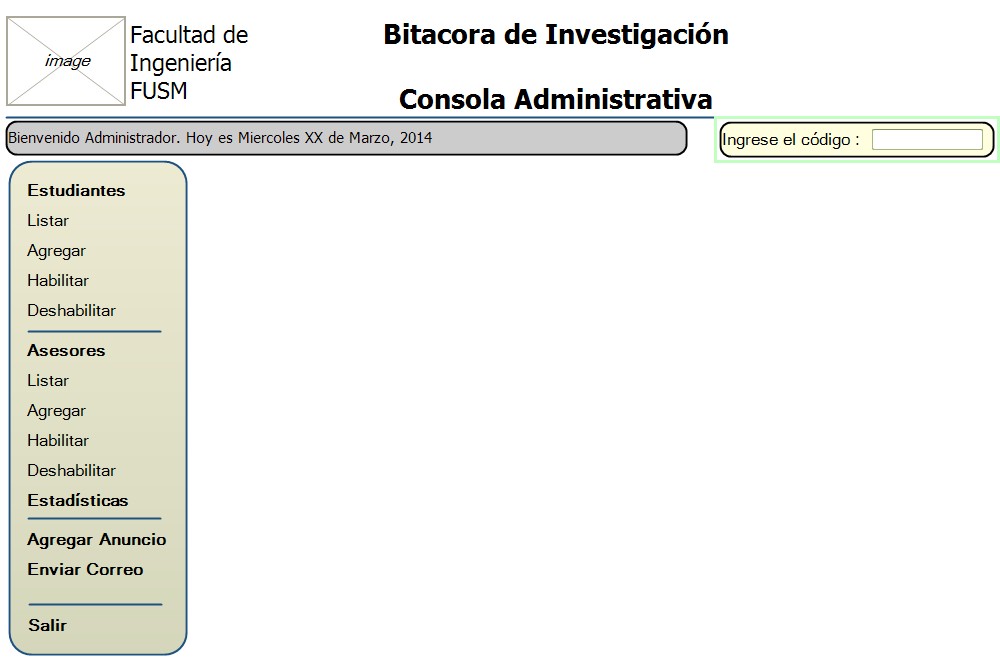 image
Facultad de
Ingeniería
FUSM
Bitacora de Investigación
Consola Administrativa
Bienvenido Administrador. Hoy es Miercoles XX de Marzo, 2014
Ingrese el código :
Estudiantes
Listar
Agregar
Habilitar
Deshabilitar
Asesores
Listar
Agregar
Habilitar
Deshabilitar
Estadísticas
Agregar Anuncio
Enviar Correo
Salir